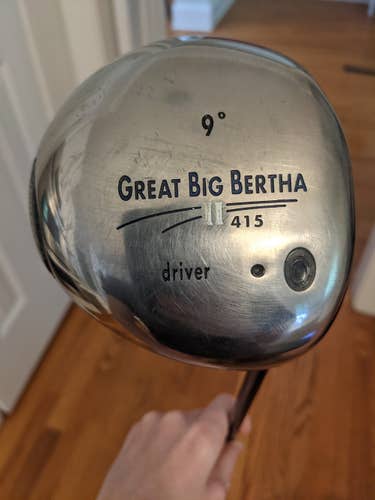 9°
GREAT BIG BERTHA
II 415
driver